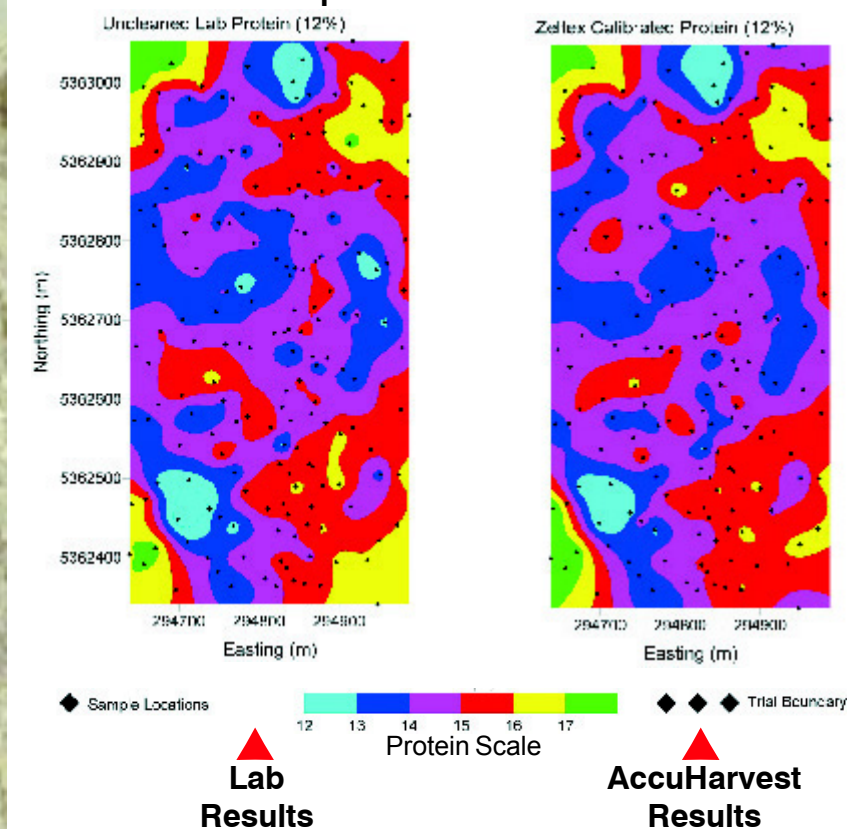 Uncleaned Lab Protein (12%)
Zeltex Calibrated Protein (12%)
Northing (m)
5363000
5362900
5362800
5362700
5362600
5362500
5362400
294700 294800 294900
294700 294800 294900
Easting (m)
Easting (m)
Sample Locations
12 13 14 15 16 17
Protein Scale
Trial Boundary
Lab
Results
AccuHarvest
Results